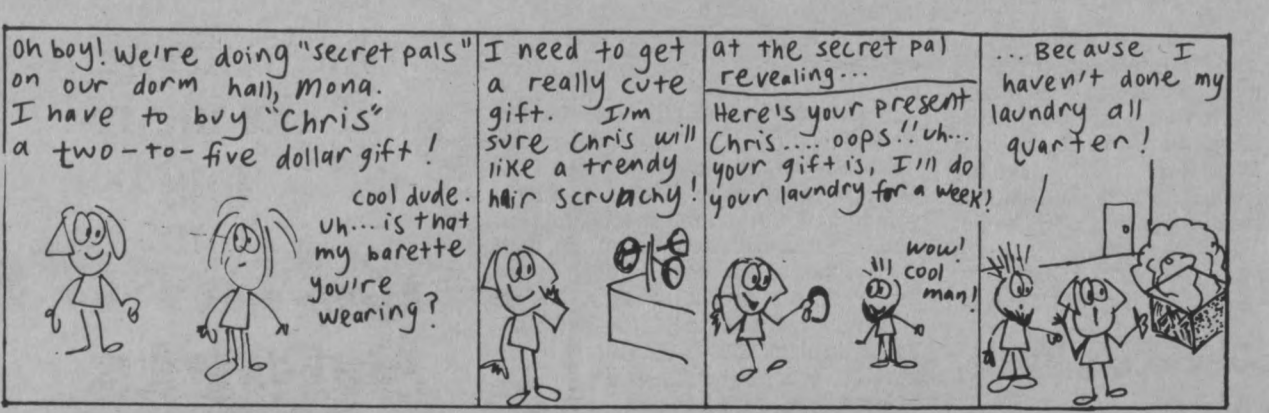 oh boy! We're doing "secret pals"
on our dorm hall, Mona.
I have to buy "Chris"
a two-to-five dollar gift!
cool dude.
uh... is that
my barette
you're
wearing?
I need to get
a really cute
gift. I'm
sure Chris will
like a trendy
hair scrunchy!
at the secret pal
revealing...
Here's your present
Chris.... oops!! uh...
your gift is, I'll do
your laundry for a week!
wow!
cool
man!
... Because I
haven't done my
laundry all
quarter!